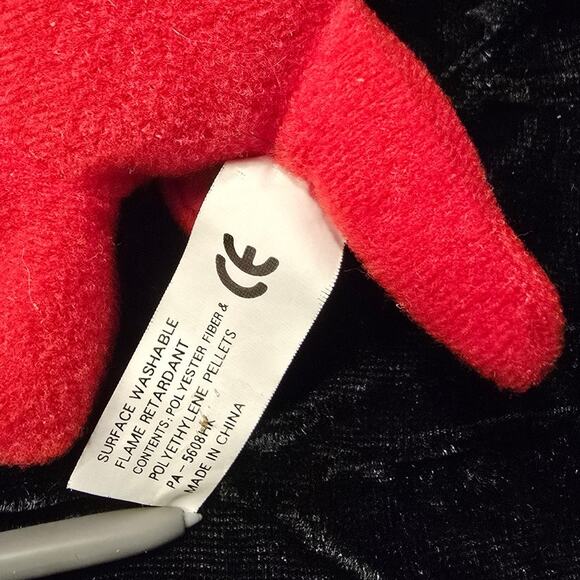 CE
SURFACE WASHABLE
FLAME RETARDANT
CONTENTS: POLYESTER FIBER &
POLYETHYLENE PELLETS
PA-5608HK
MADE IN CHINA